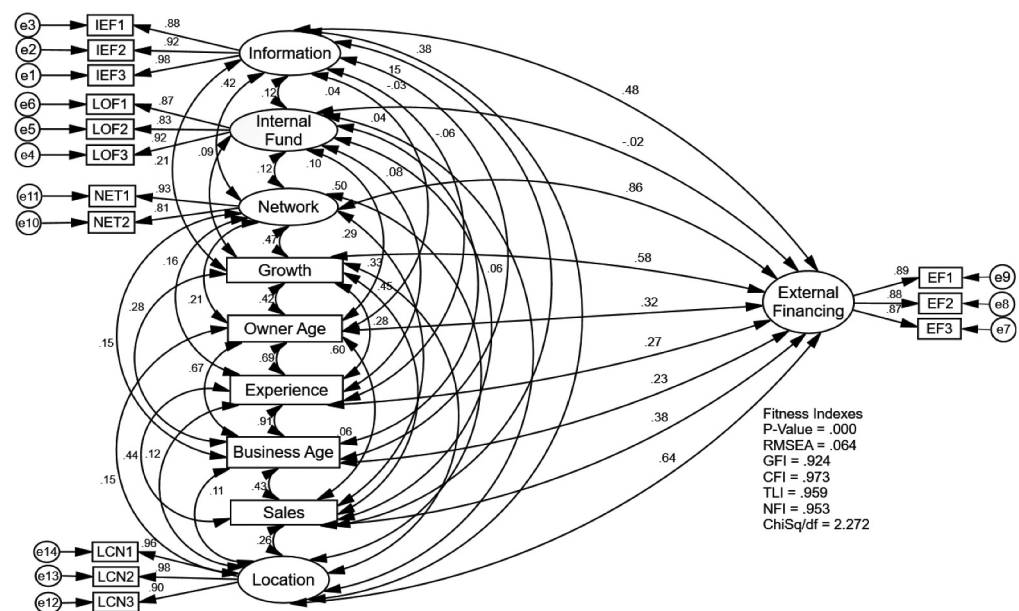 e3 IEF1 .88
e2 IEF2 .92
e1 IEF3 .98
Information
e6 LOF1 .87
e5 LOF2 .83
e4 LOF3 .92
Internal
Fund
e11 NET1 .93
e10 NET2 .81
Network
Growth
Owner Age
Experience
Business Age
Sales
e14 LCN1 .96
e13 LCN2 .98
e12 LCN3 .90
Location
.42
.12
.15
.04
-.03
.38
.48
.21
.09
.12
.10
.04
-.06
.08
-.02
.50
.86
.29
.47
.16
.33
.45
.06
.58
.28
.21
.42
.28
.32
.15
.67
.69
.60
.27
.91
.06
.23
.44
.12
.38
.15
.11
.43
.64
.26
External
Financing
.89 EF1 e9
.88 EF2 e8
.87 EF3 e7
Fitness Indexes
P-Value = .000
RMSEA = .064
GFI = .924
CFI = .973
TLI = .959
NFI = .953
ChiSq/df = 2.272